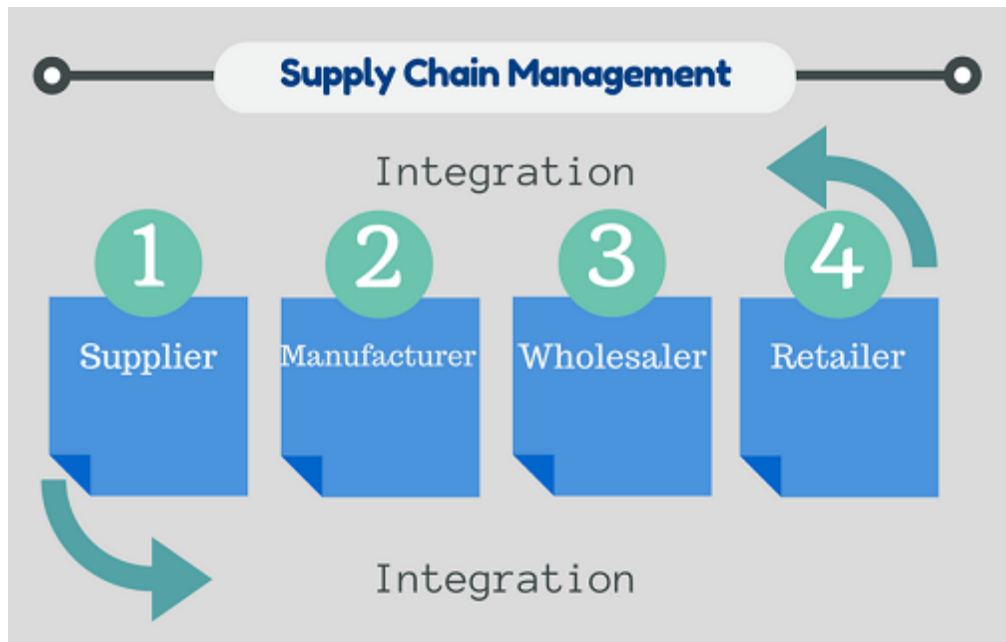 Supply Chain Management
Integration
1 2 3 4
Supplier Manufacturer Wholesaler Retailer
Integration